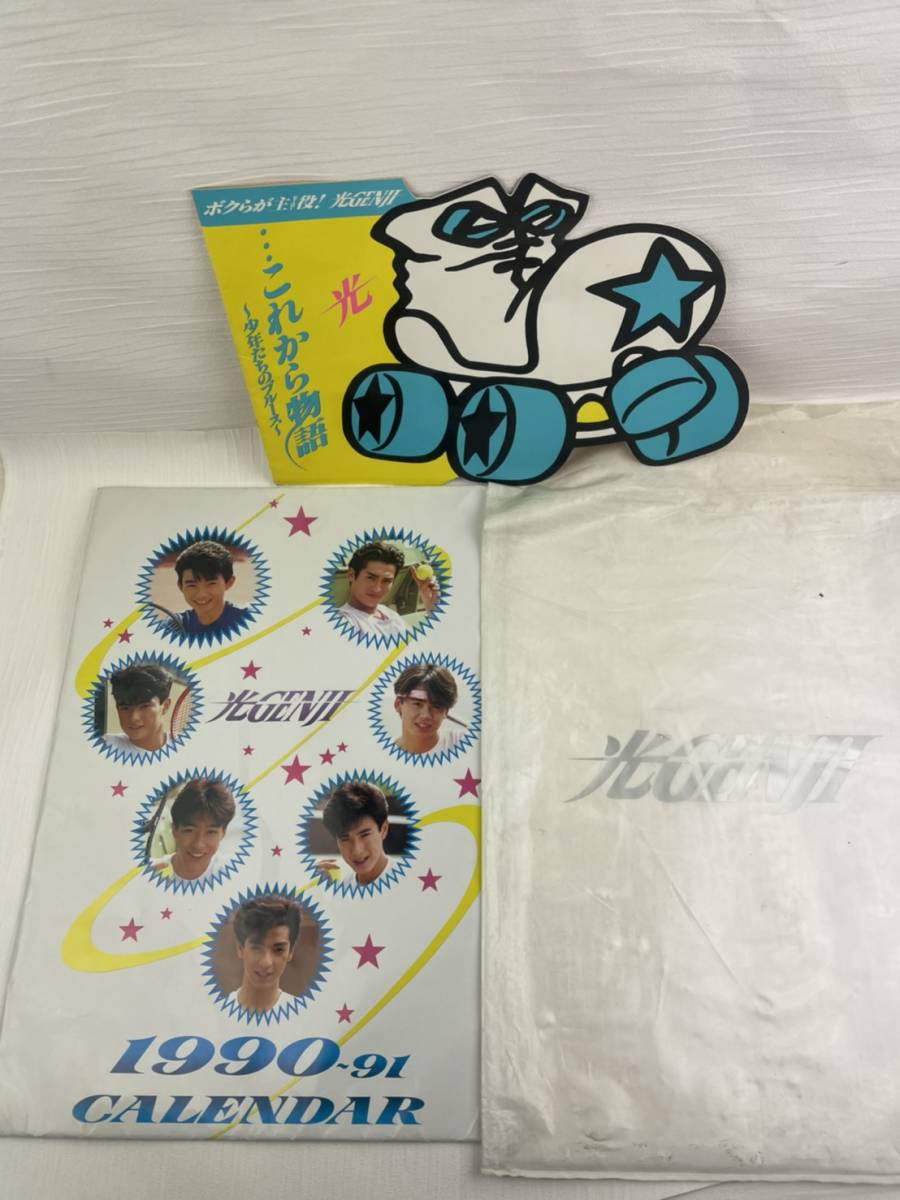 ボクらが主役! 光GENJI
…これから物語
〜少年たちのブルース〜
光
光GENJI
1990~91
CALENDAR
光GENJI